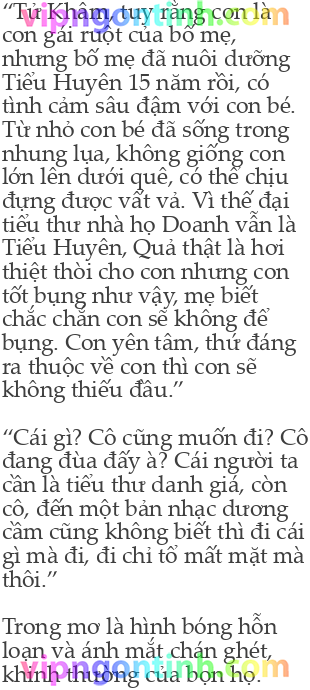 “Tử Khâm, tuy rằng con là
con gái ruột của bố mẹ,
nhưng bố mẹ đã nuôi dưỡng
Tiểu Huyên 15 năm rồi, có
tình cảm sâu đậm với con bé.
Từ nhỏ con bé đã sống trong
nhung lụa, không giống con
lớn lên dưới quê, có thể chịu
đựng được vất vả. Vì thế đại
tiểu thư nhà họ Doanh vẫn là
Tiểu Huyên, Quả thật là hơi
thiệt thòi cho con nhưng con
tốt bụng như vậy, mẹ biết
chắc chắn con sẽ không để
bụng. Con yên tâm, thứ đáng
ra thuộc về con thì con sẽ
không thiếu đâu.”

“Cái gì? Cô cũng muốn đi? Cô
đang đùa đấy à? Cái người ta
cần là tiểu thư danh giá, còn
cô, đến một bản nhạc dương
cầm cũng không biết thì đi cái
gì mà đi, đi chỉ tổ mất mặt mà
thôi.”

Trong mơ là hình bóng hỗn
loạn và ánh mắt chán ghét,
khinh thường của bọn họ.
vipngontinh.com
vipngontinh.com